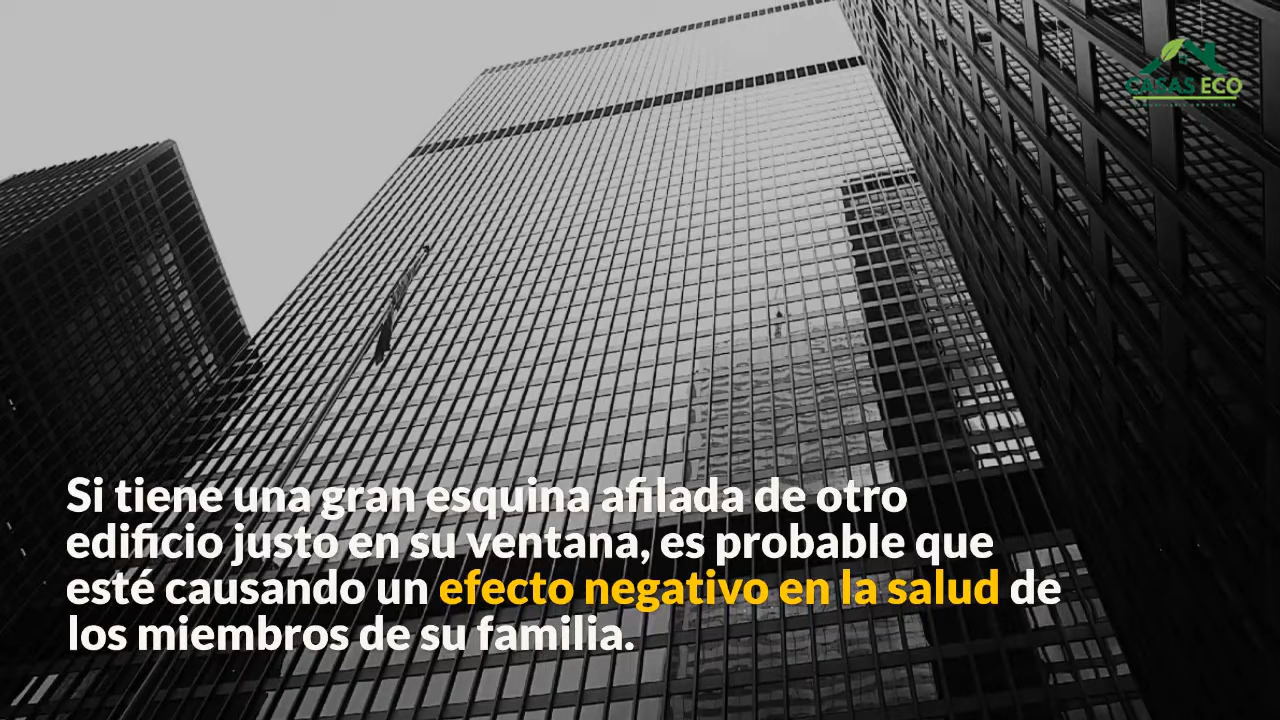 CASAS ECO
Si tiene una gran esquina afilada de otro
edificio justo en su ventana, es probable que
esté causando un efecto negativo en la salud de
los miembros de su familia.